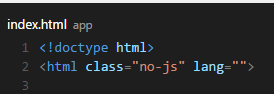 index.html app
1 <!doctype html>
2 <html class="no-js" lang="">
3